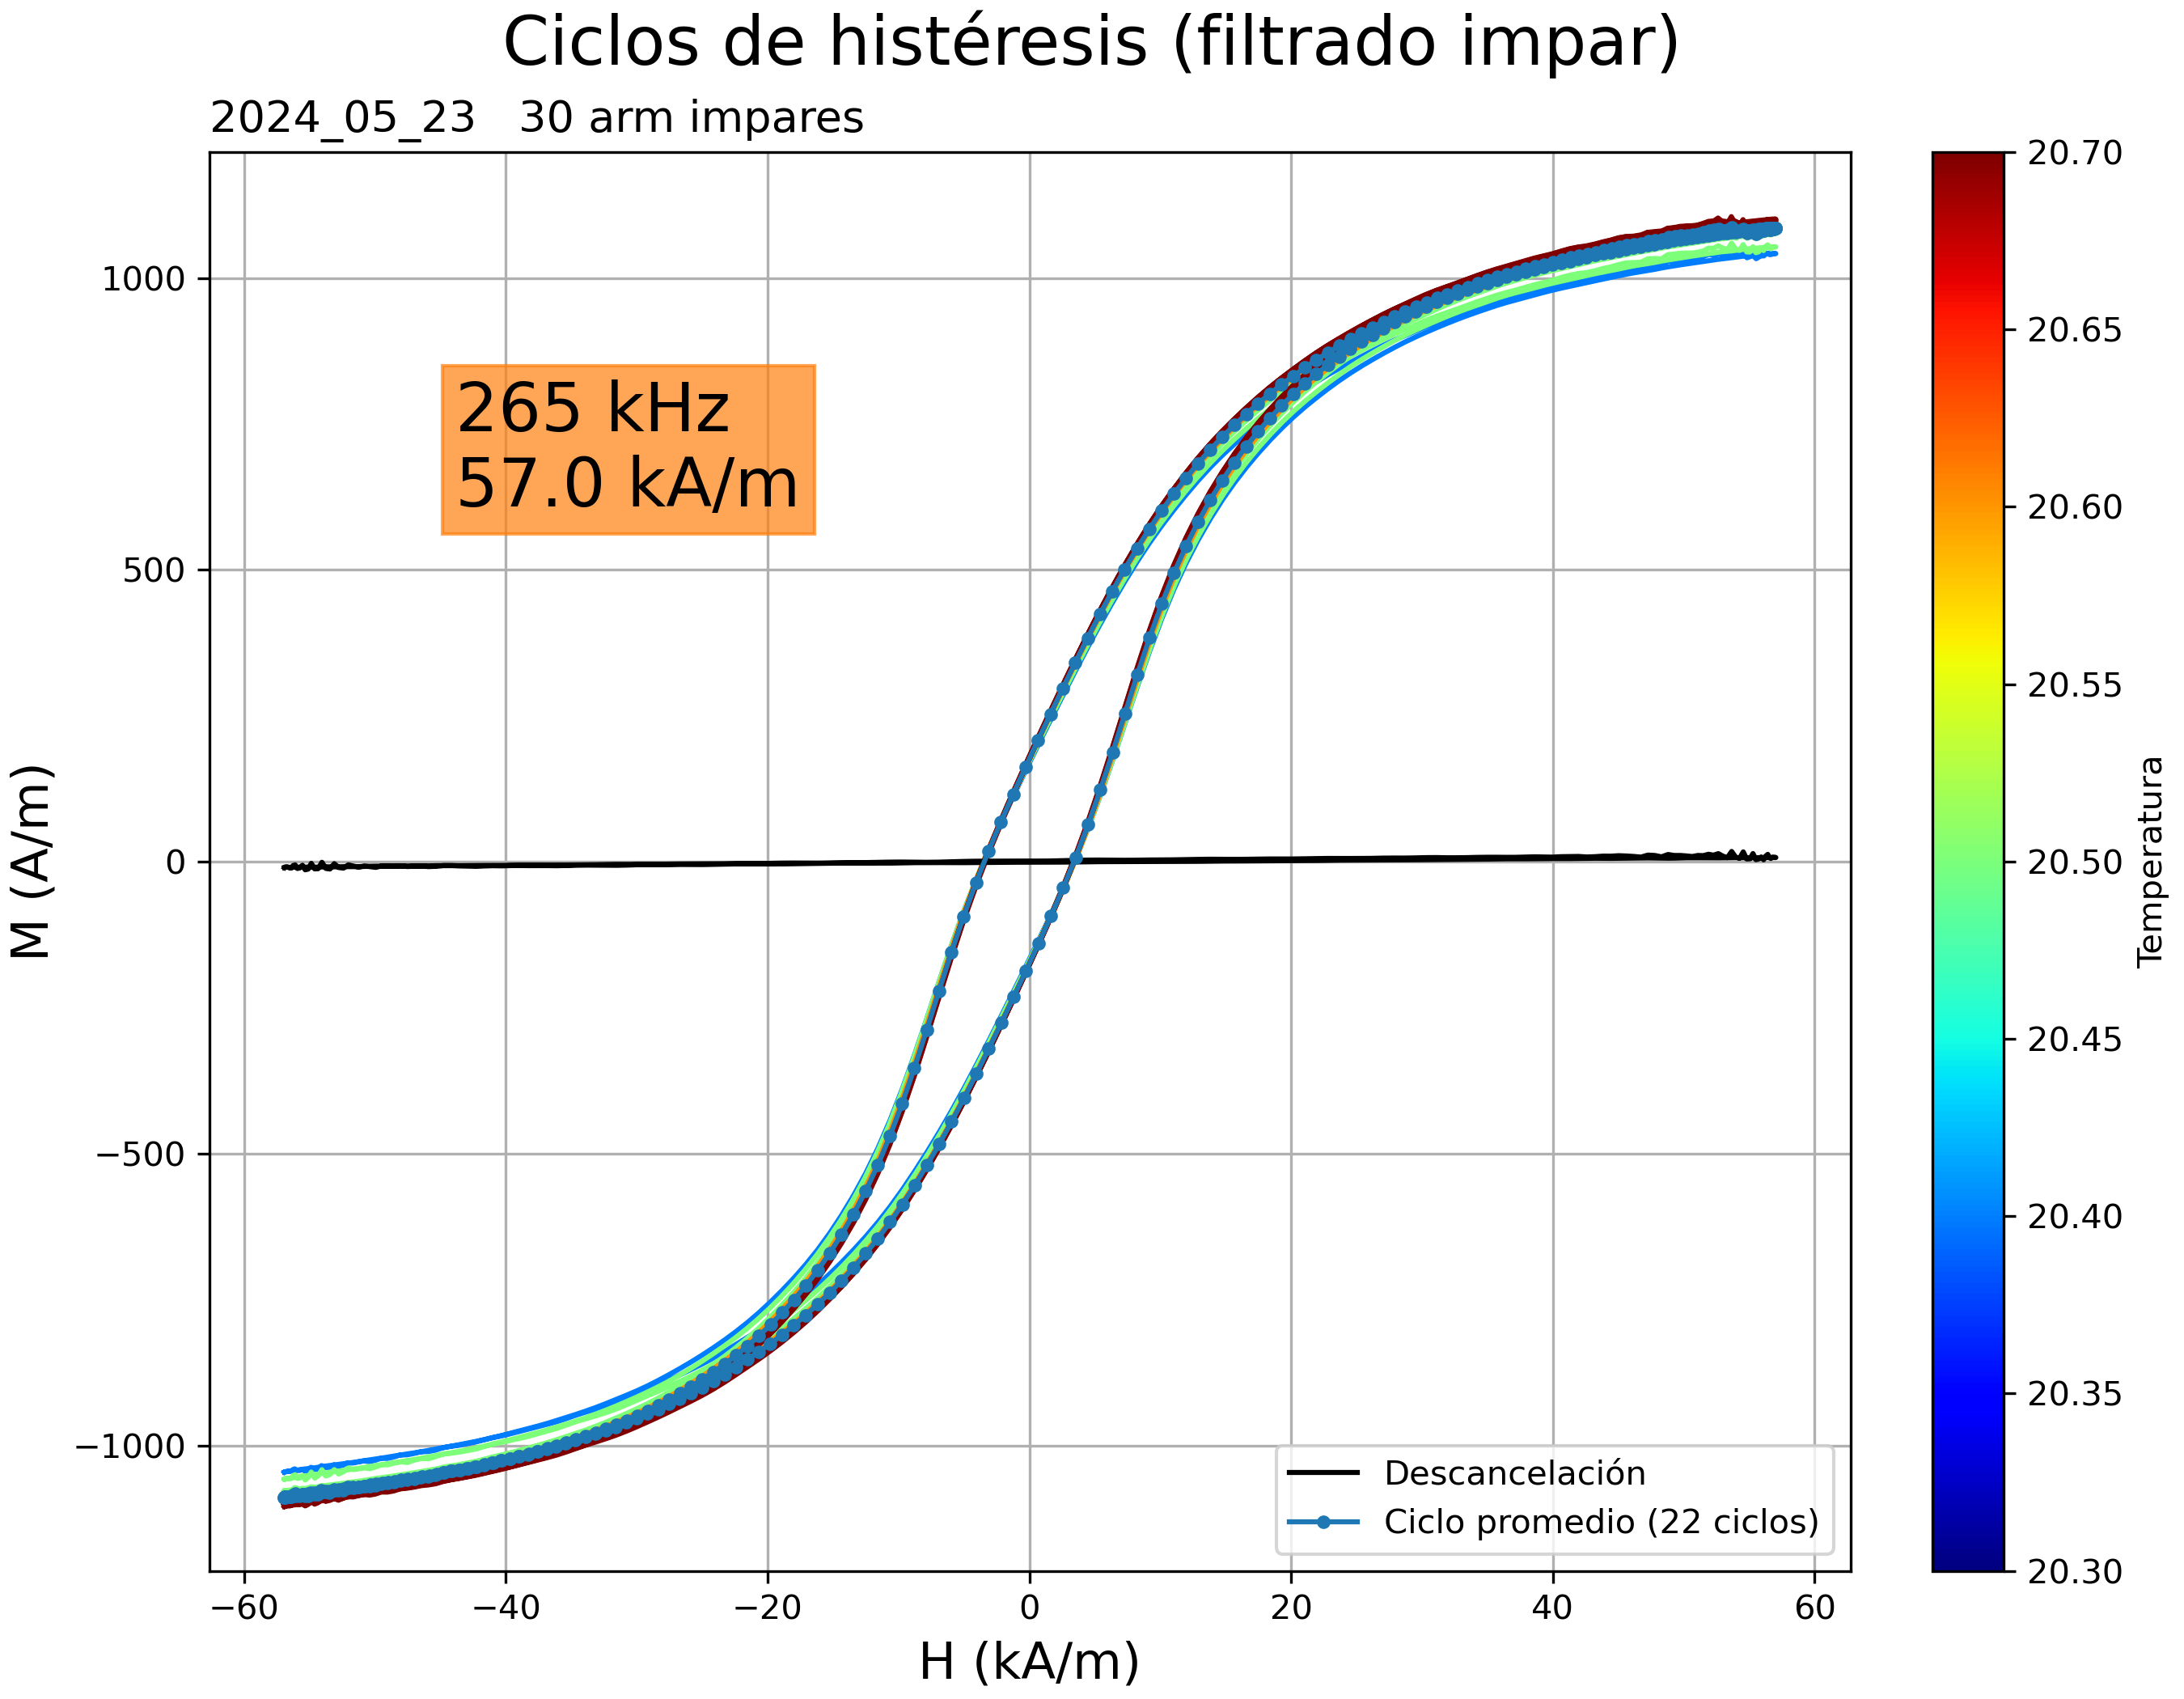 Ciclos de histéresis (filtrado impar)
2024_05_23   30 arm impares
265 kHz
57.0 kA/m
M (A/m)
1000
500
0
−500
−1000
−60
−40
−20
0
20
40
60
H (kA/m)
Descancelación
Ciclo promedio (22 ciclos)
20.70
20.65
20.60
20.55
20.50
20.45
20.40
20.35
20.30
Temperatura